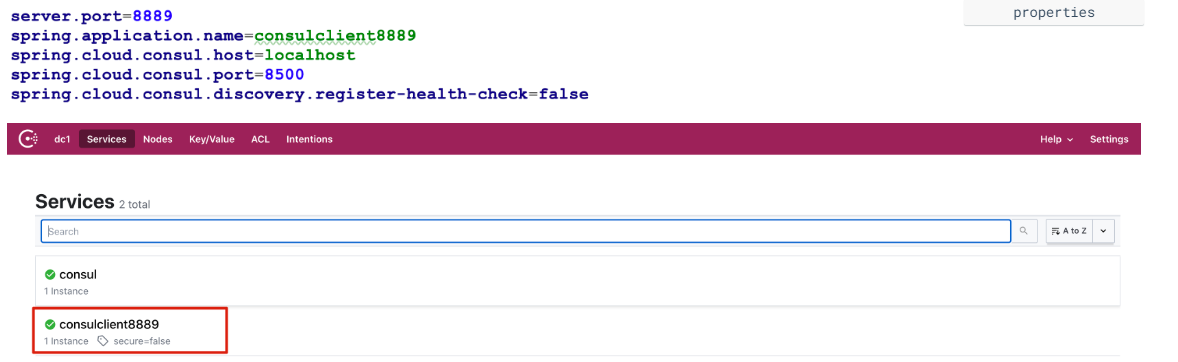 properties
server.port=8889
spring.application.name=consulclient8889
spring.cloud.consul.host=localhost
spring.cloud.consul.port=8500
spring.cloud.consul.discovery.register-health-check=false
dc1 Services Nodes Key/Value ACL Intentions Help Settings
Services 2 total
Search A to Z
consul
1 Instance
consulclient8889
1 Instance secure=false